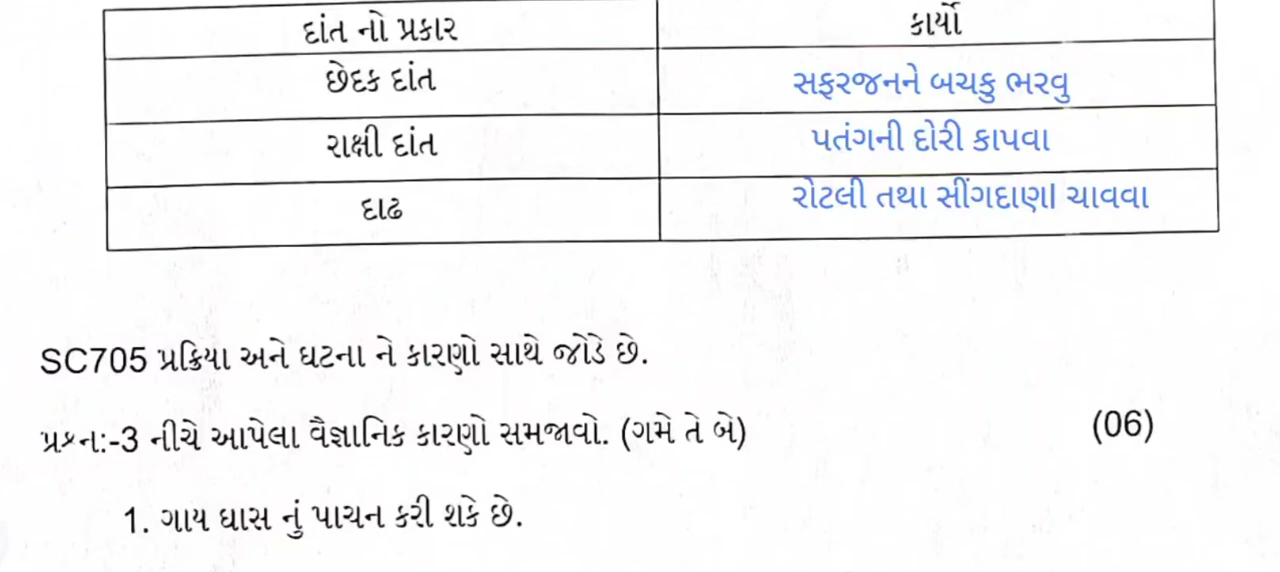 દાંત નો પ્રકાર કાર્યો
છેદક દાંત સફરજનને બચકુ ભરવુ
રાક્ષી દાંત પતંગની દોરી કાપવા
દાઢ રોટલી તથા સીંગદાણા ચાવવા
SC705 પ્રક્રિયા અને ઘટના ને કારણો સાથે જોડે છે.
પ્રશ્ન:-3 નીચે આપેલા વૈજ્ઞાનિક કારણો સમજાવો. (ગમે તે બે) (06)
1. ગાય ઘાસ નું પાચન કરી શકે છે.